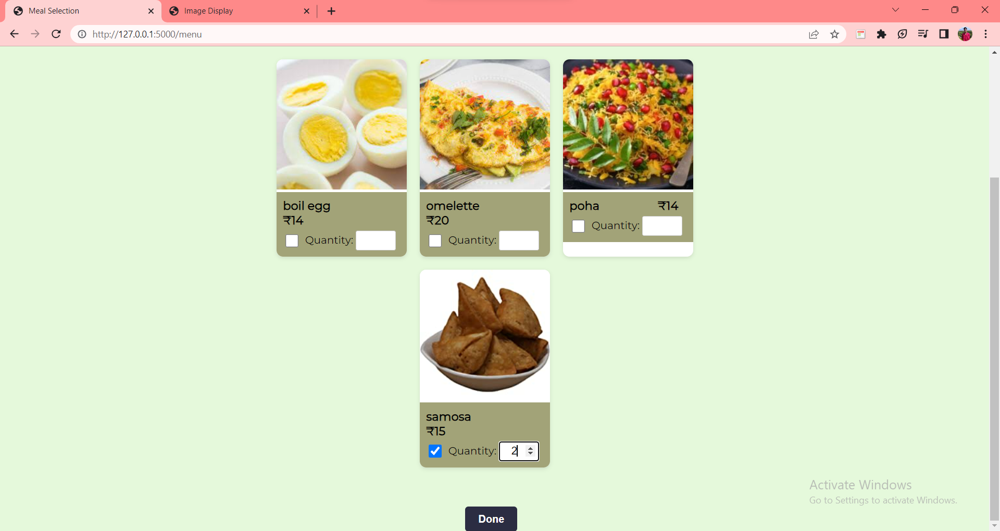 Meal Selection
Image Display
http://127.0.0.1:5000/menu
boil egg
₹14
Quantity:
omelette
₹20
Quantity:
poha ₹14
Quantity:
samosa
₹15
Quantity: 2
Activate Windows
Go to Settings to activate Windows.
Done